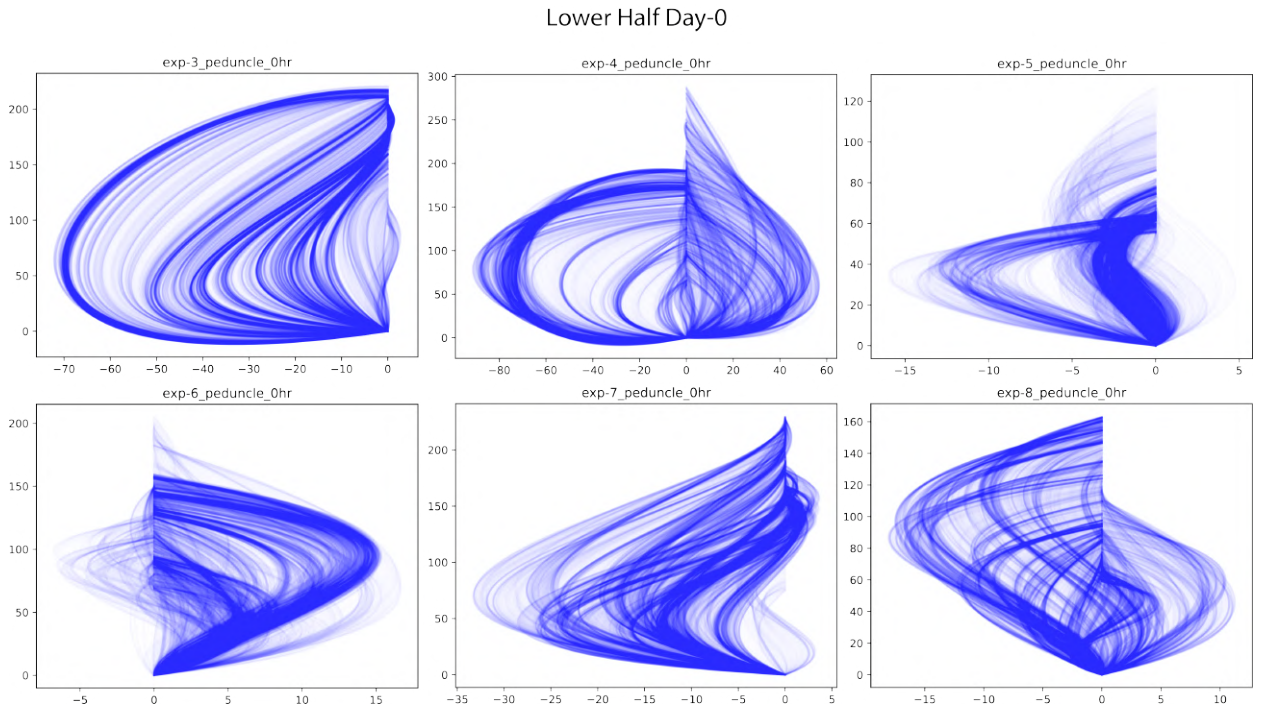 Lower Half Day-0
exp-3_peduncle_0hr
200
150
100
50
0
−70 −60 −50 −40 −30 −20 −10 0
exp-4_peduncle_0hr
300
250
200
150
100
50
0
−80 −60 −40 −20 0 20 40 60
exp-5_peduncle_0hr
120
100
80
60
40
20
0
−15 −10 −5 0 5
exp-6_peduncle_0hr
200
150
100
50
0
−5 0 5 10 15
exp-7_peduncle_0hr
200
150
100
50
0
−35 −30 −25 −20 −15 −10 −5 0 5
exp-8_peduncle_0hr
160
140
120
100
80
60
40
20
0
−15 −10 −5 0 5 10